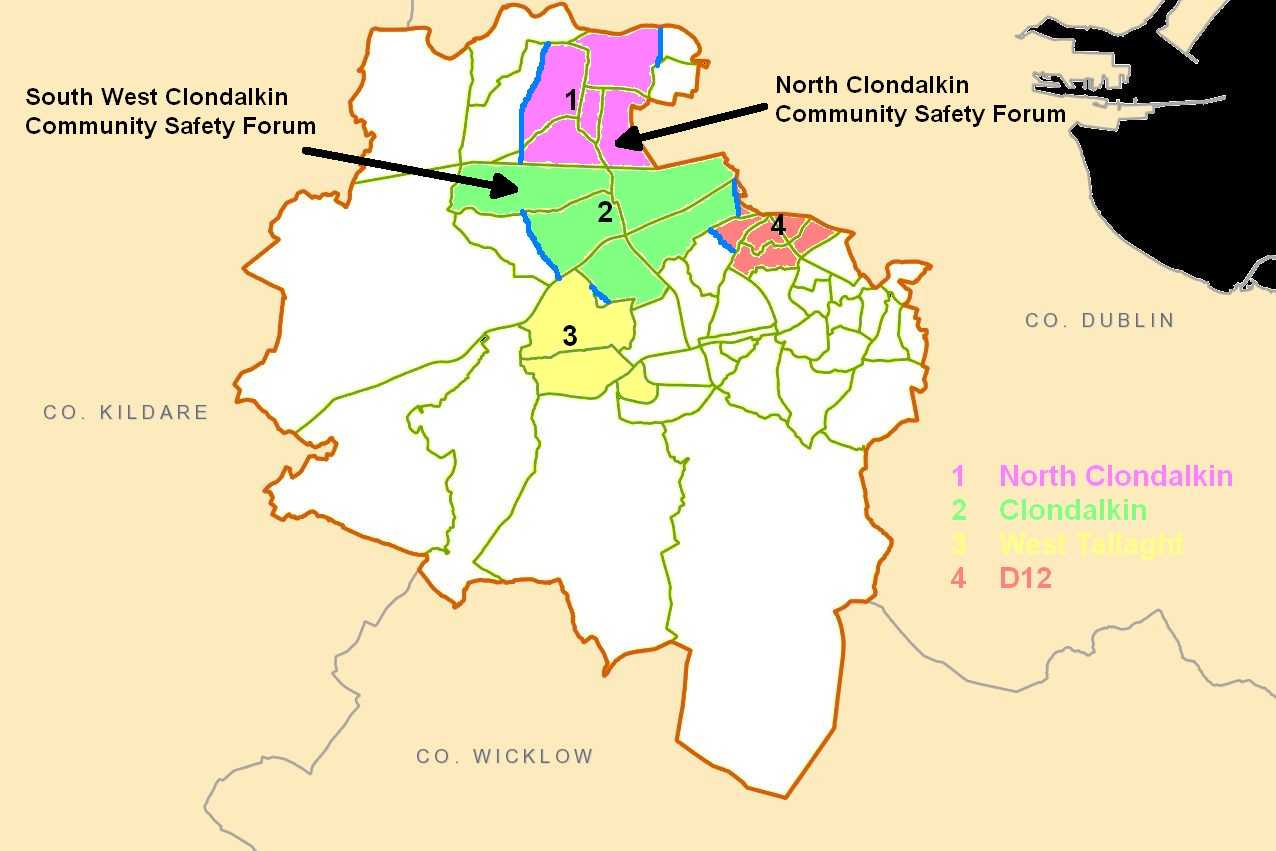 South West Clondalkin
Community Safety Forum
North Clondalkin
Community Safety Forum
1
2
4
3
CO. DUBLIN
CO. KILDARE
1 North Clondalkin
2 Clondalkin
3 West Tallaght
4 D12
CO. WICKLOW